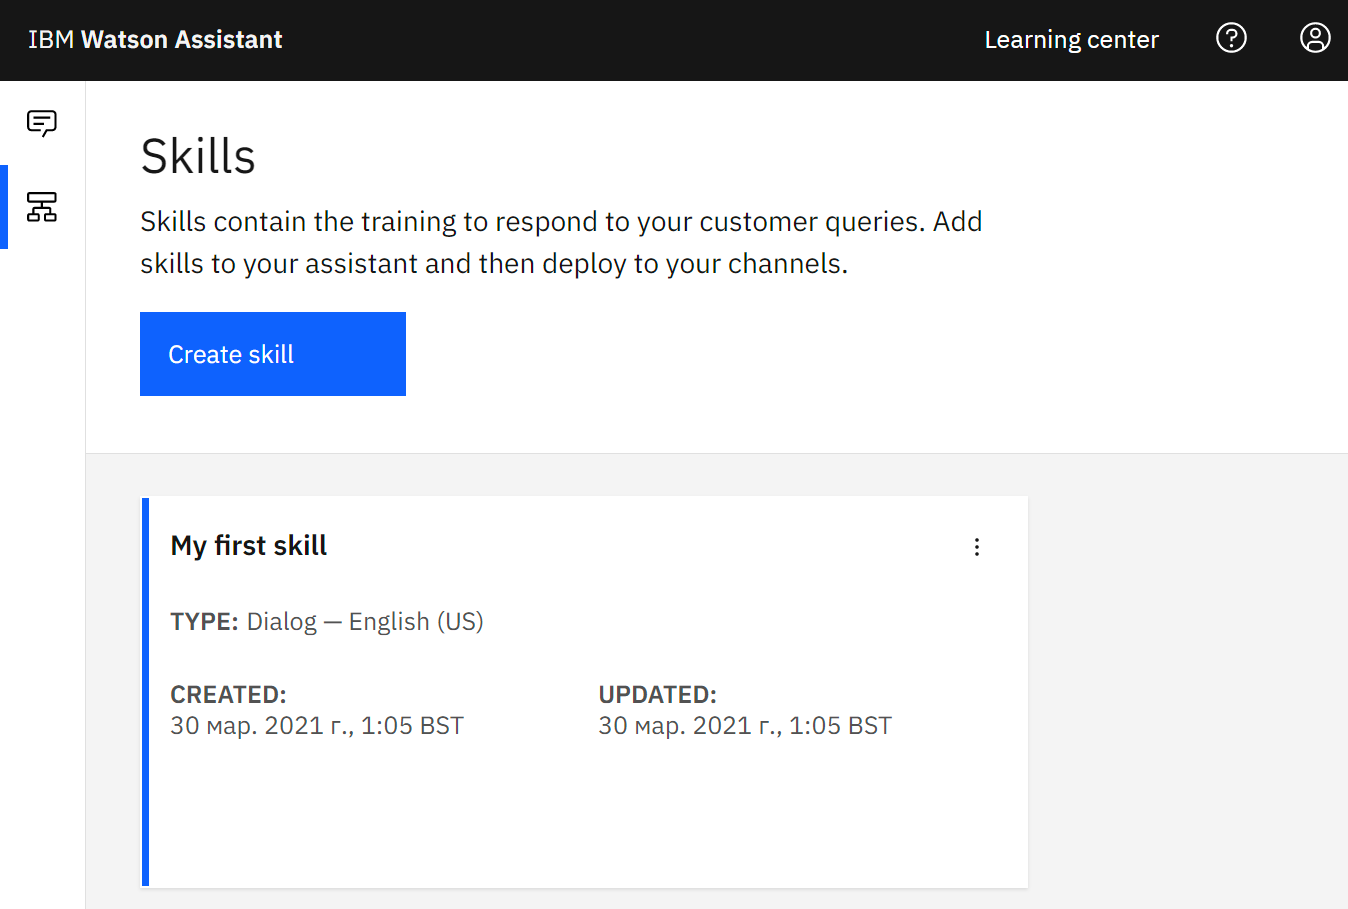 IBM Watson Assistant
Learning center
Skills
Skills contain the training to respond to your customer queries. Add
skills to your assistant and then deploy to your channels.
Create skill
My first skill
TYPE: Dialog — English (US)
CREATED:
30 мар. 2021 г., 1:05 BST
UPDATED:
30 мар. 2021 г., 1:05 BST